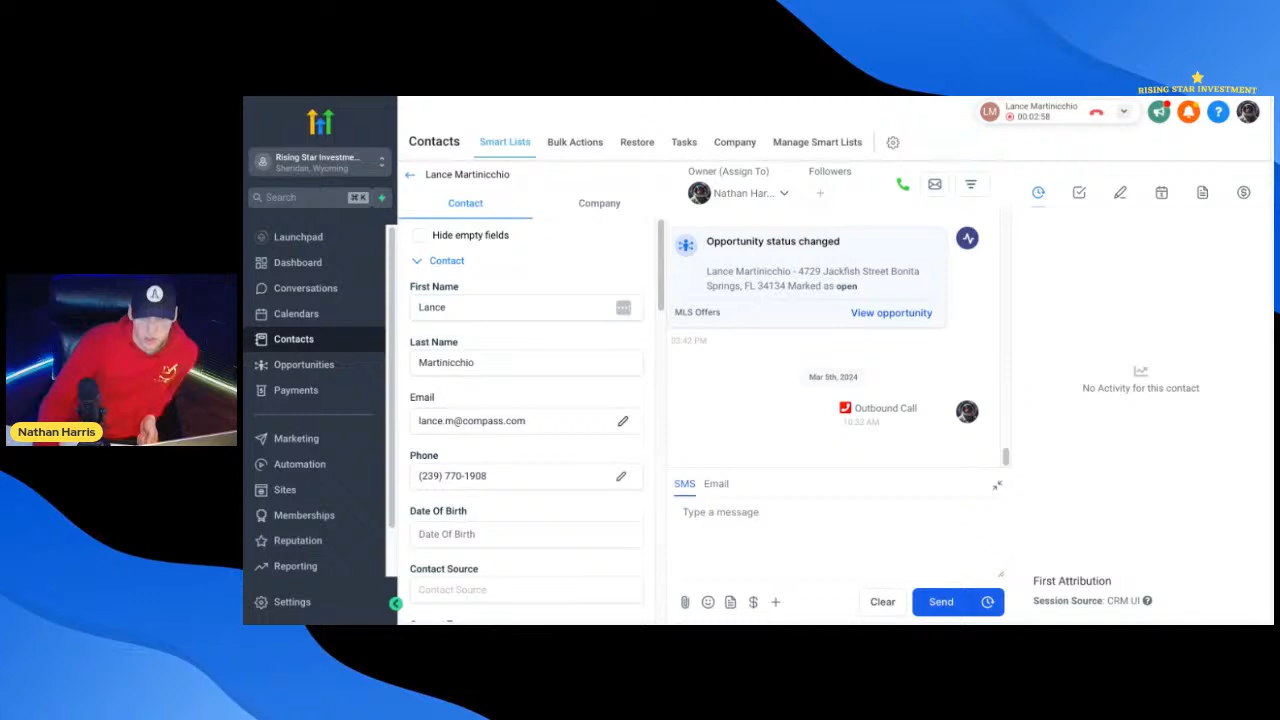 RISING STAR INVESTMENT
Lance Martinicchio
00:02:58
Rising Star Investme...
Sheridan, Wyoming
Search
⌘ K
Launchpad
Dashboard
Conversations
Calendars
Contacts
Opportunities
Payments
Marketing
Automation
Sites
Memberships
Reputation
Reporting
Settings
Contacts
Smart Lists
Bulk Actions
Restore
Tasks
Company
Manage Smart Lists
Lance Martinicchio
Contact
Company
Hide empty fields
Contact
First Name
Lance
Last Name
Martinicchio
Email
lance.m@compass.com
Phone
(239) 770-1908
Date Of Birth
Date Of Birth
Contact Source
Contact Source
Owner (Assign To)
Nathan Har...
Followers
Opportunity status changed
Lance Martinicchio - 4729 Jackfish Street Bonita
Springs, FL 34134 Marked as open
MLS Offers
View opportunity
03:42 PM
Mar 5th, 2024
Outbound Call
10:32 AM
SMS
Email
Type a message
Clear
Send
No Activity for this contact
First Attribution
Session Source: CRM UI
LM
Nathan Harris